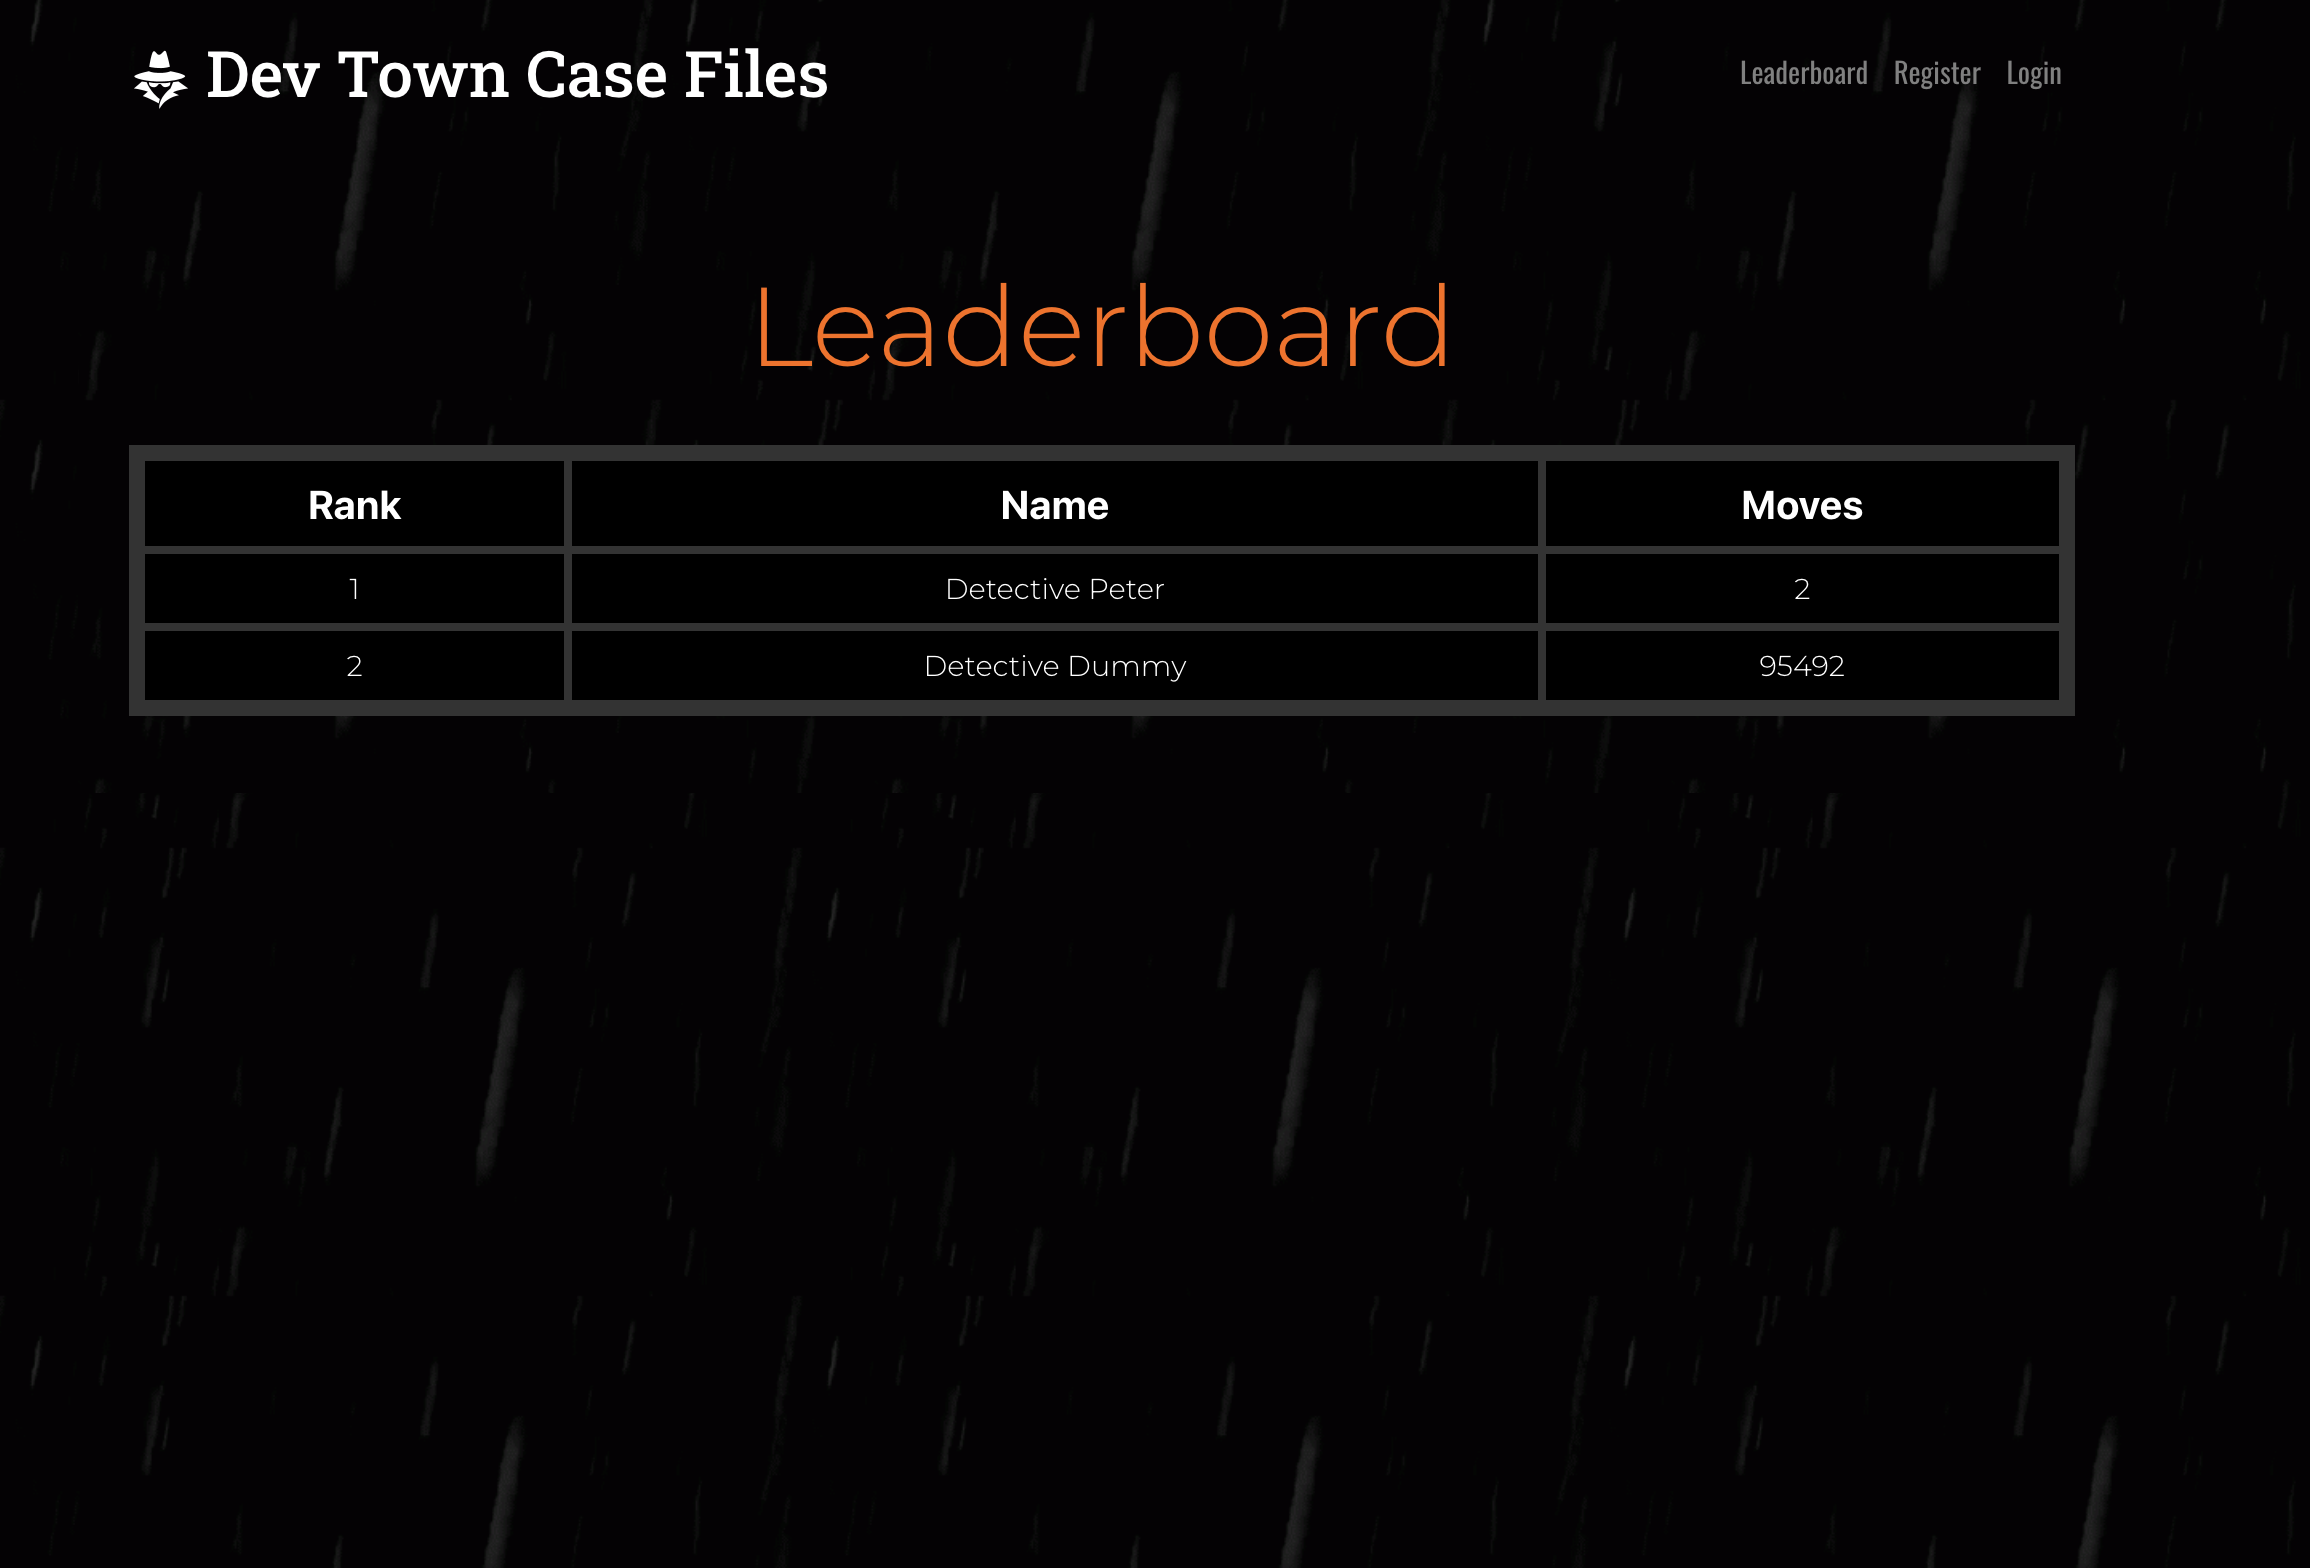 Dev Town Case Files
Leaderboard Register Login
Leaderboard
Rank Name Moves
1 Detective Peter 2
2 Detective Dummy 95492